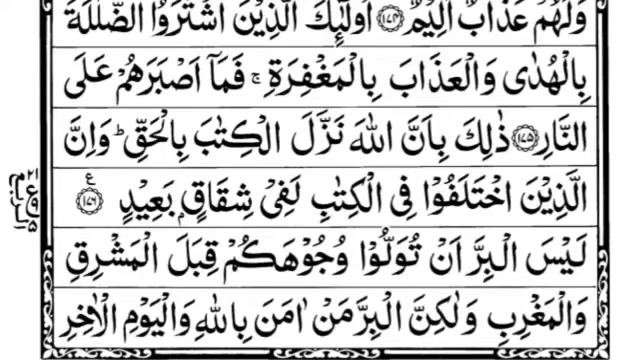 وَلَهُمْ عَذَابٌ اَلِيْمٌ ﴿۱۷۴﴾ اُولٰٓئِكَ الَّذِيْنَ اشْتَرَوُا الضَّلٰلَةَ
بِالْهُدٰى وَالْعَذَابَ بِالْمَغْفِرَةِ ۚ فَمَآ اَصْبَرَهُمْ عَلَى
النَّارِ ﴿۱۷۵﴾ ذٰلِكَ بِاَنَّ اللّٰهَ نَزَّلَ الْكِتٰبَ بِالْحَقِّ ؕ وَاِنَّ
الَّذِيْنَ اخْتَلَفُوْا فِى الْكِتٰبِ لَفِىْ شِقَاقٍۭ بَعِيْدٍ ﴿۱۷۶﴾ ع
لَيْسَ الْبِرَّ اَنْ تُوَلُّوْا وُجُوْهَكُمْ قِبَلَ الْمَشْرِقِ
وَالْمَغْرِبِ وَلٰكِنَّ الْبِرَّ مَنْ اٰمَنَ بِاللّٰهِ وَالْيَوْمِ الْاٰخِرِ